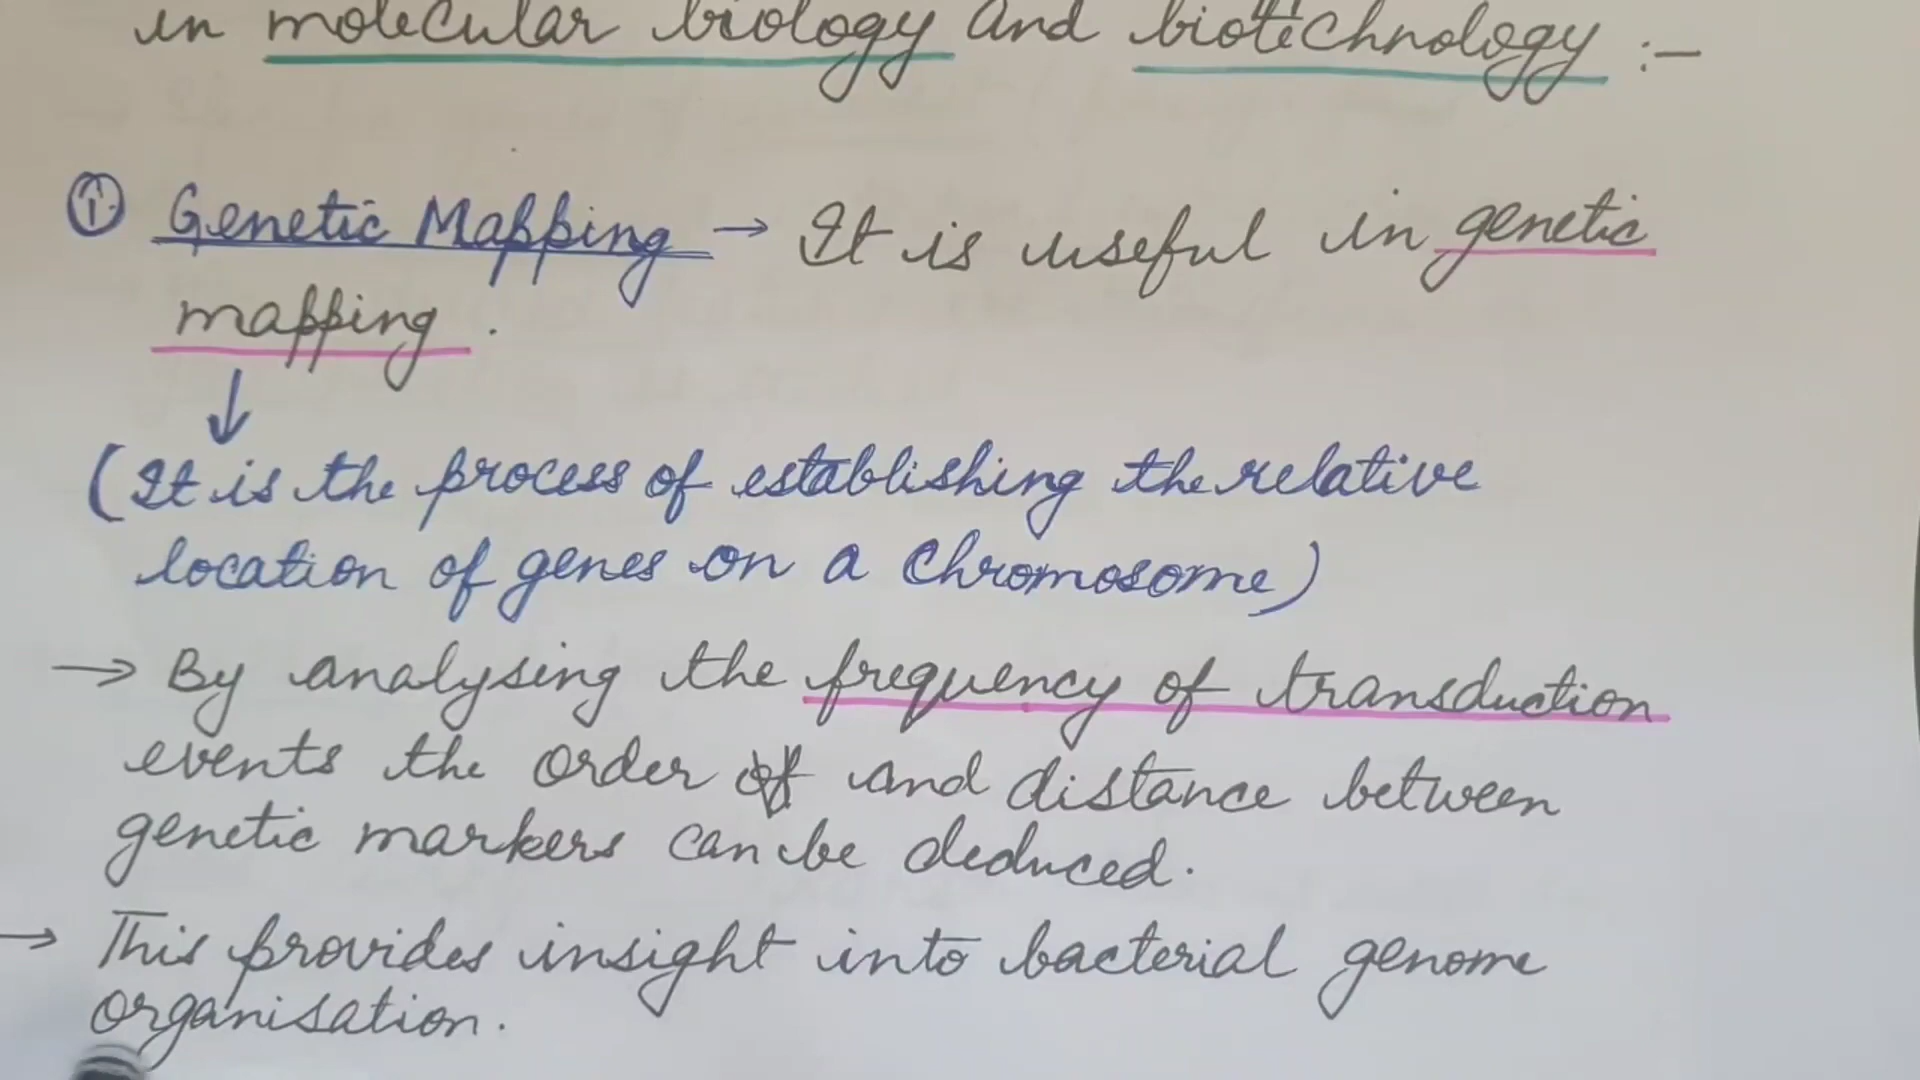 in molecular biology and biotechnology :-
① Genetic Mapping → It is useful in genetic
mapping .
↓
(It is the process of establishing the relative
location of genes on a chromosome)
→ By analysing the frequency of transduction
events the order and distance between
genetic markers can be deduced.
→ This provides insight into bacterial genome
organisation.